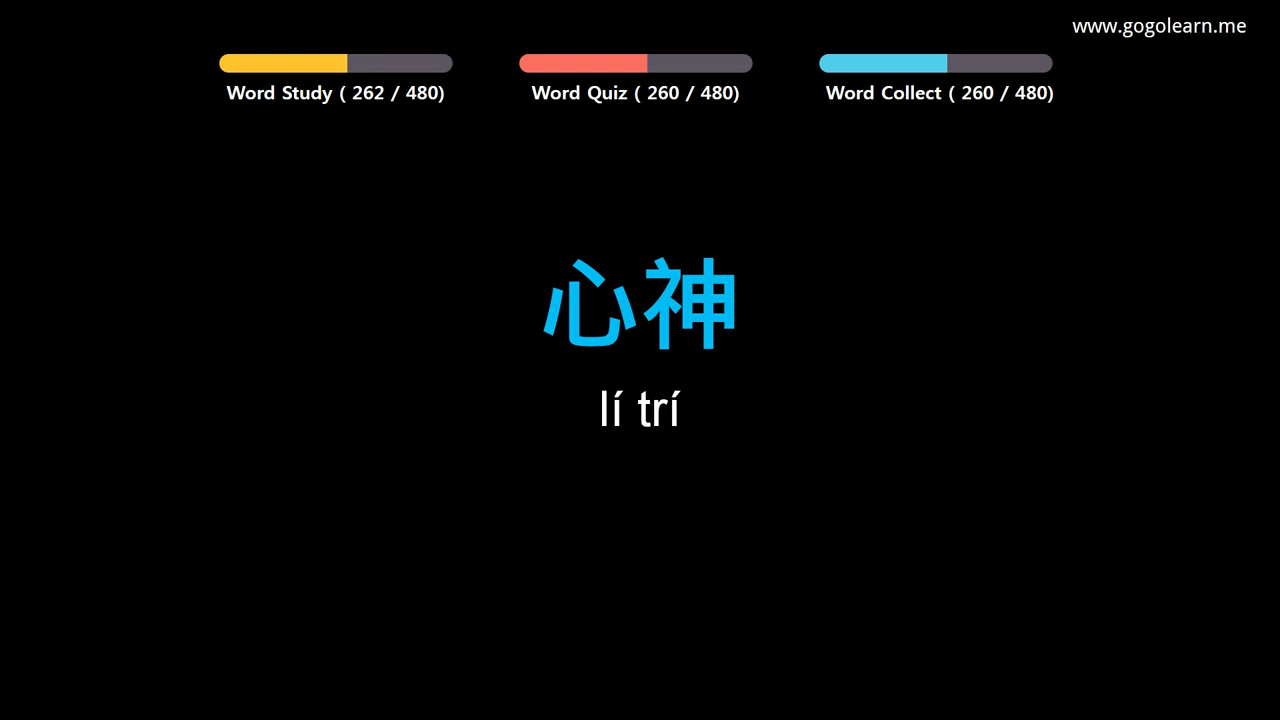 www.gogolearn.me
Word Study ( 262 / 480)
Word Quiz ( 260 / 480)
Word Collect ( 260 / 480)
心神
lí trí